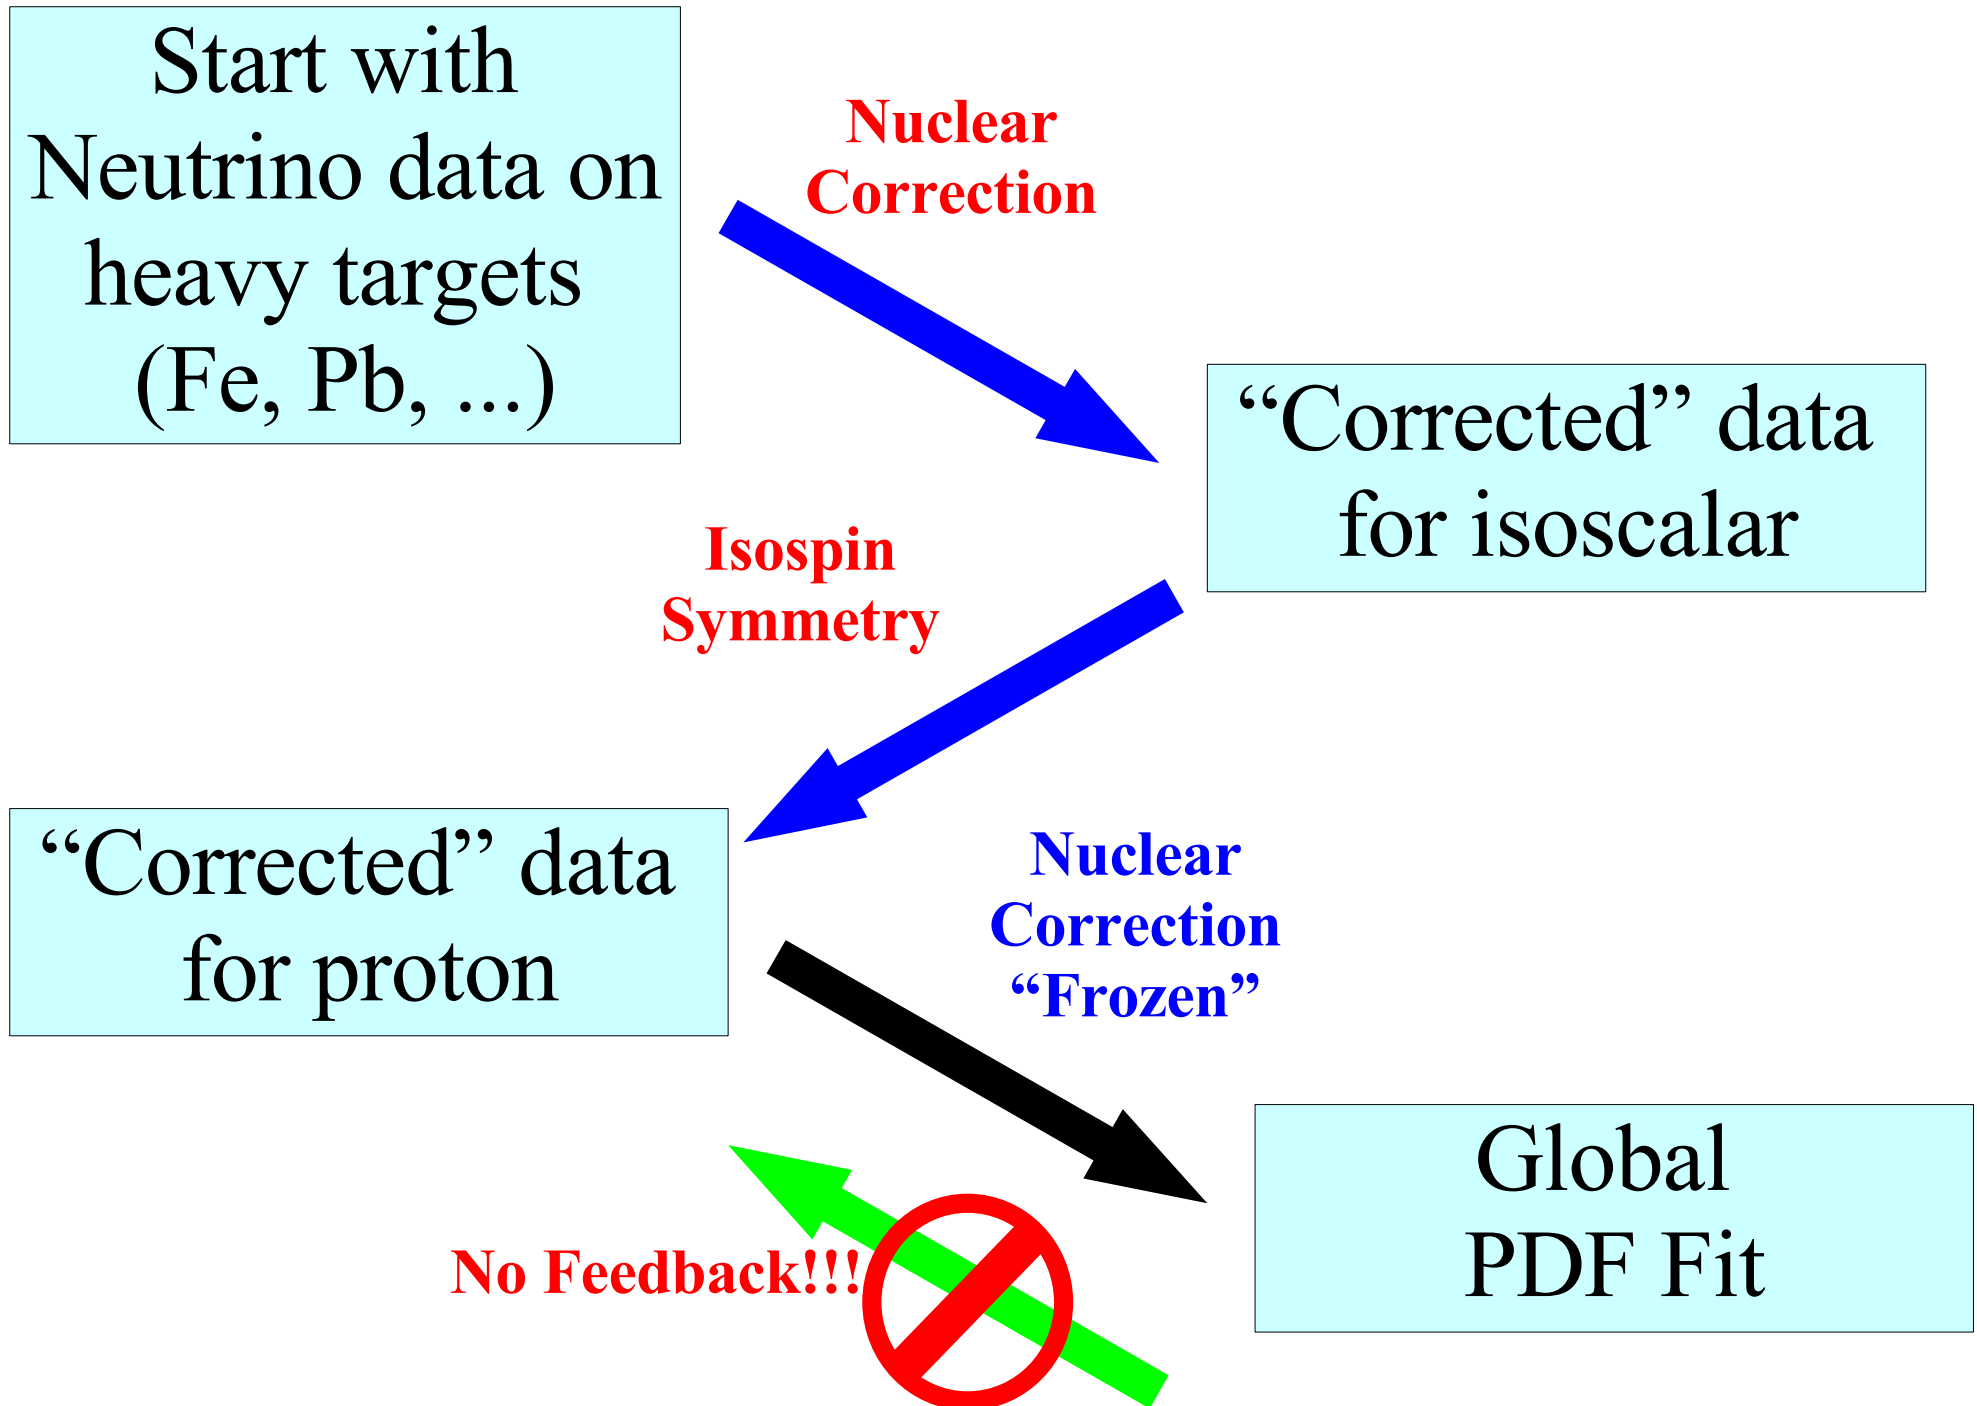 Start with
Neutrino data on
heavy targets
(Fe, Pb, ...)
Nuclear
Correction
“Corrected” data
for isoscalar
Isospin
Symmetry
“Corrected” data
for proton
Nuclear
Correction
“Frozen”
Global
PDF Fit
No Feedback!!!